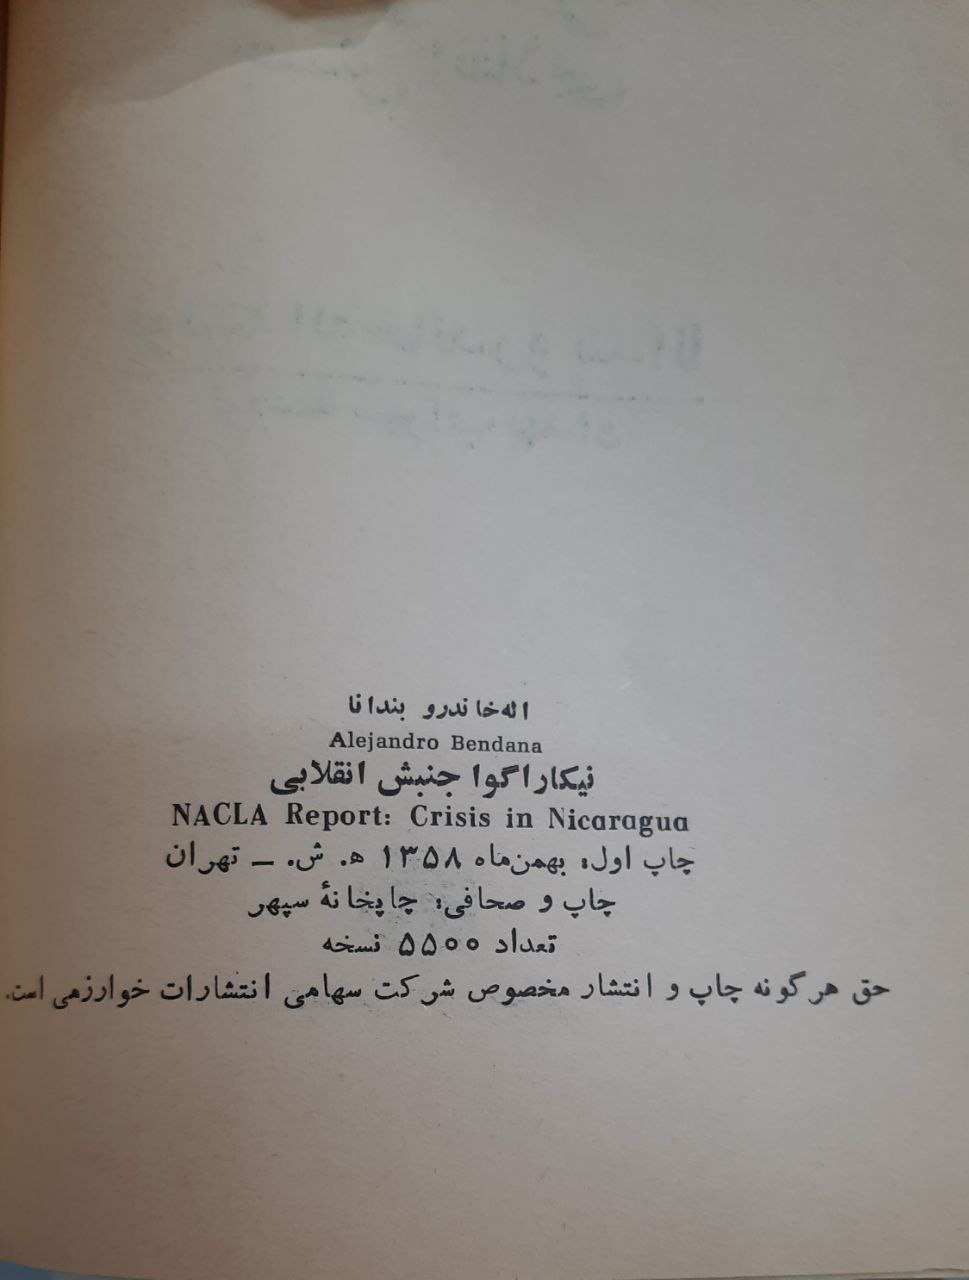 اله‌خاندرو بندانا
Alejandro Bendana
نیکاراگوا جنبش انقلابی
NACLA Report: Crisis in Nicaragua
چاپ اول: بهمن‌ماه ۱۳۵۸ ه‍. ش. – تهران
چاپ و صحافی: چاپخانهٔ سپهر
تعداد ۵۵۰۰ نسخه
حق هرگونه چاپ و انتشار مخصوص شرکت سهامی انتشارات خوارزمی است.